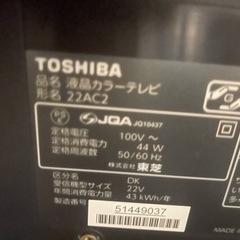 TOSHIBA
品名 液晶カラーテレビ
形名 22AC2
PS E JQA JQ10437
定格電圧 100V ～
定格消費電力 44 W
定格周波数 50/60 Hz
株式会社 東芝
区分 DK
受信機型サイズ 22V
年間消費電力量 43 kWh/年
製造番号 51449037
MADE